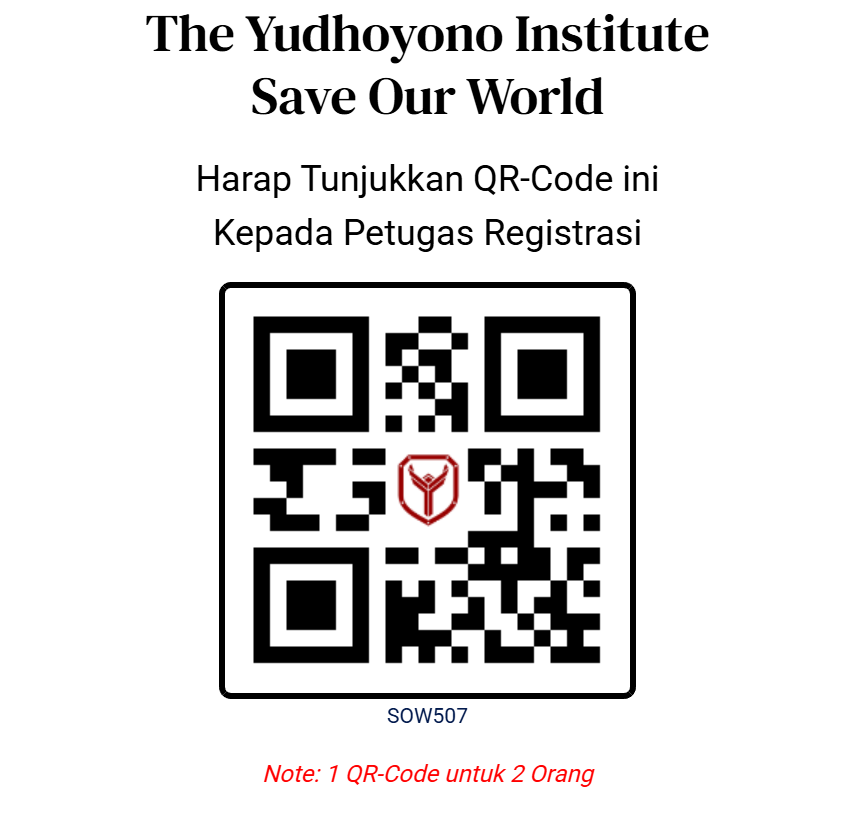 The Yudhoyono Institute
Save Our World
Harap Tunjukkan QR-Code ini
Kepada Petugas Registrasi
SOW507
Note: 1 QR-Code untuk 2 Orang